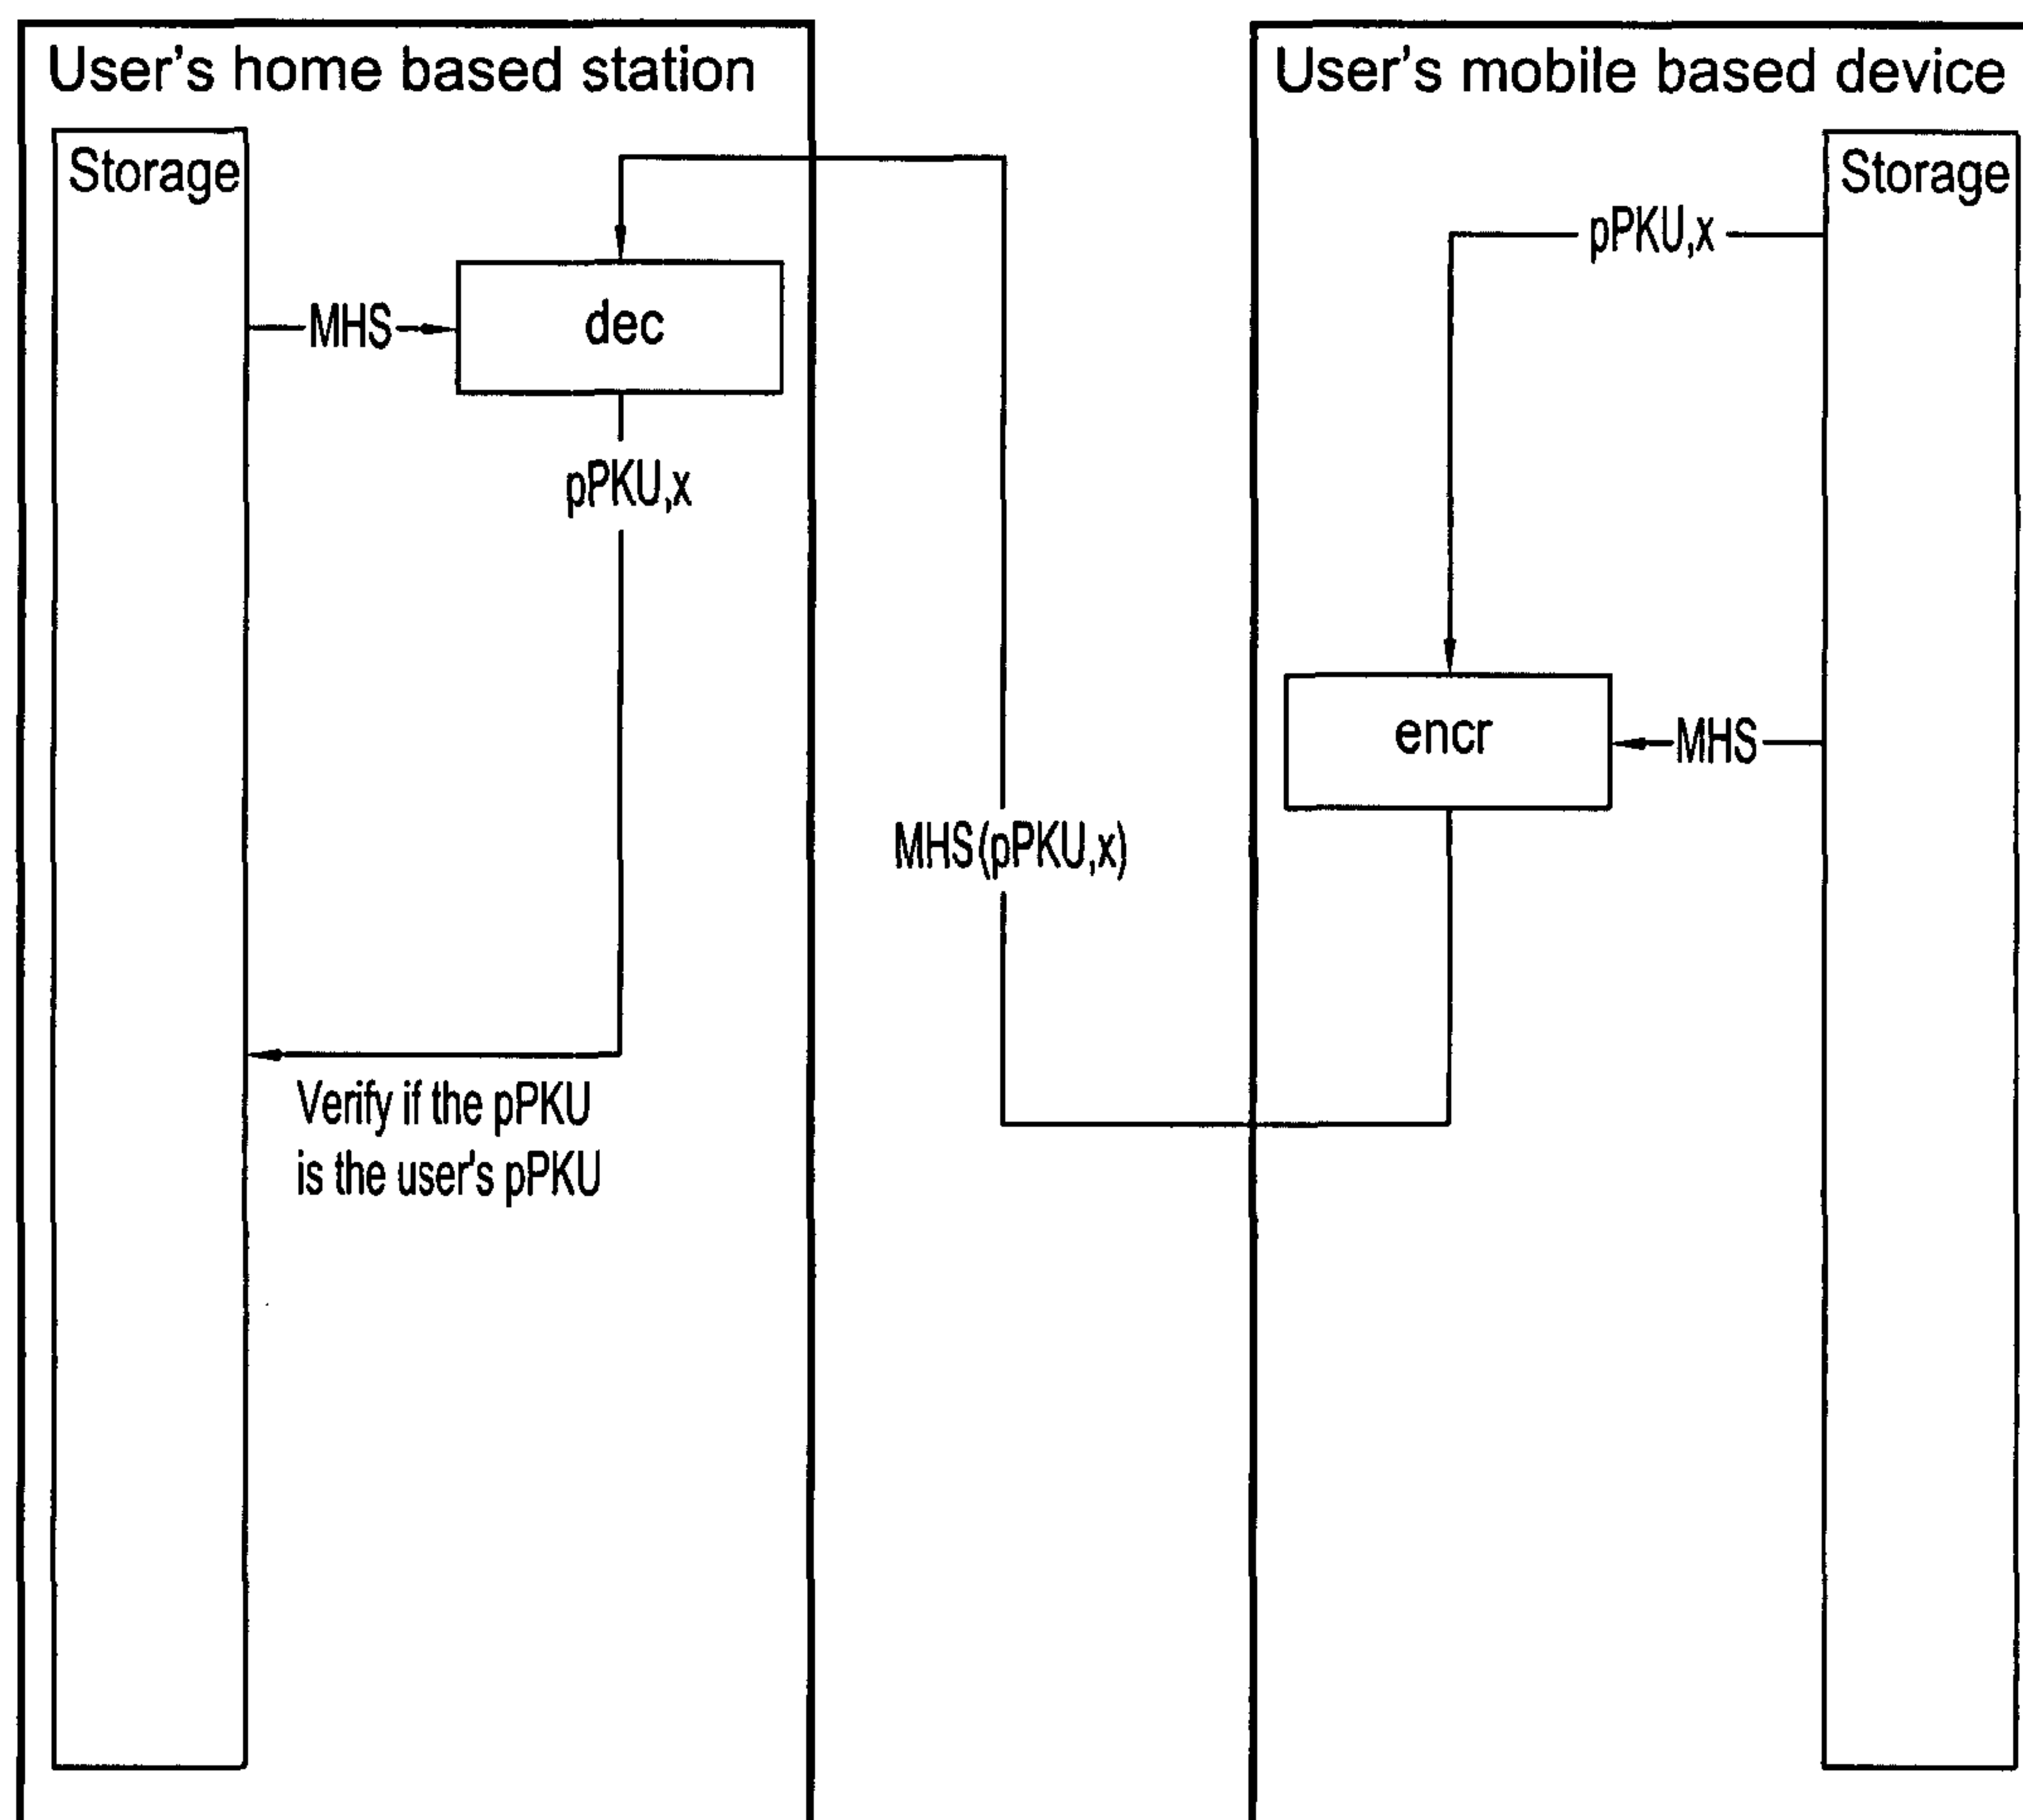 User's home based station
Storage
MHS
dec
pPKU,x
Verify if the pPKU
is the user's pPKU
MHS(pPKU,x)
User's mobile based device
Storage
pPKU,x
encr
MHS